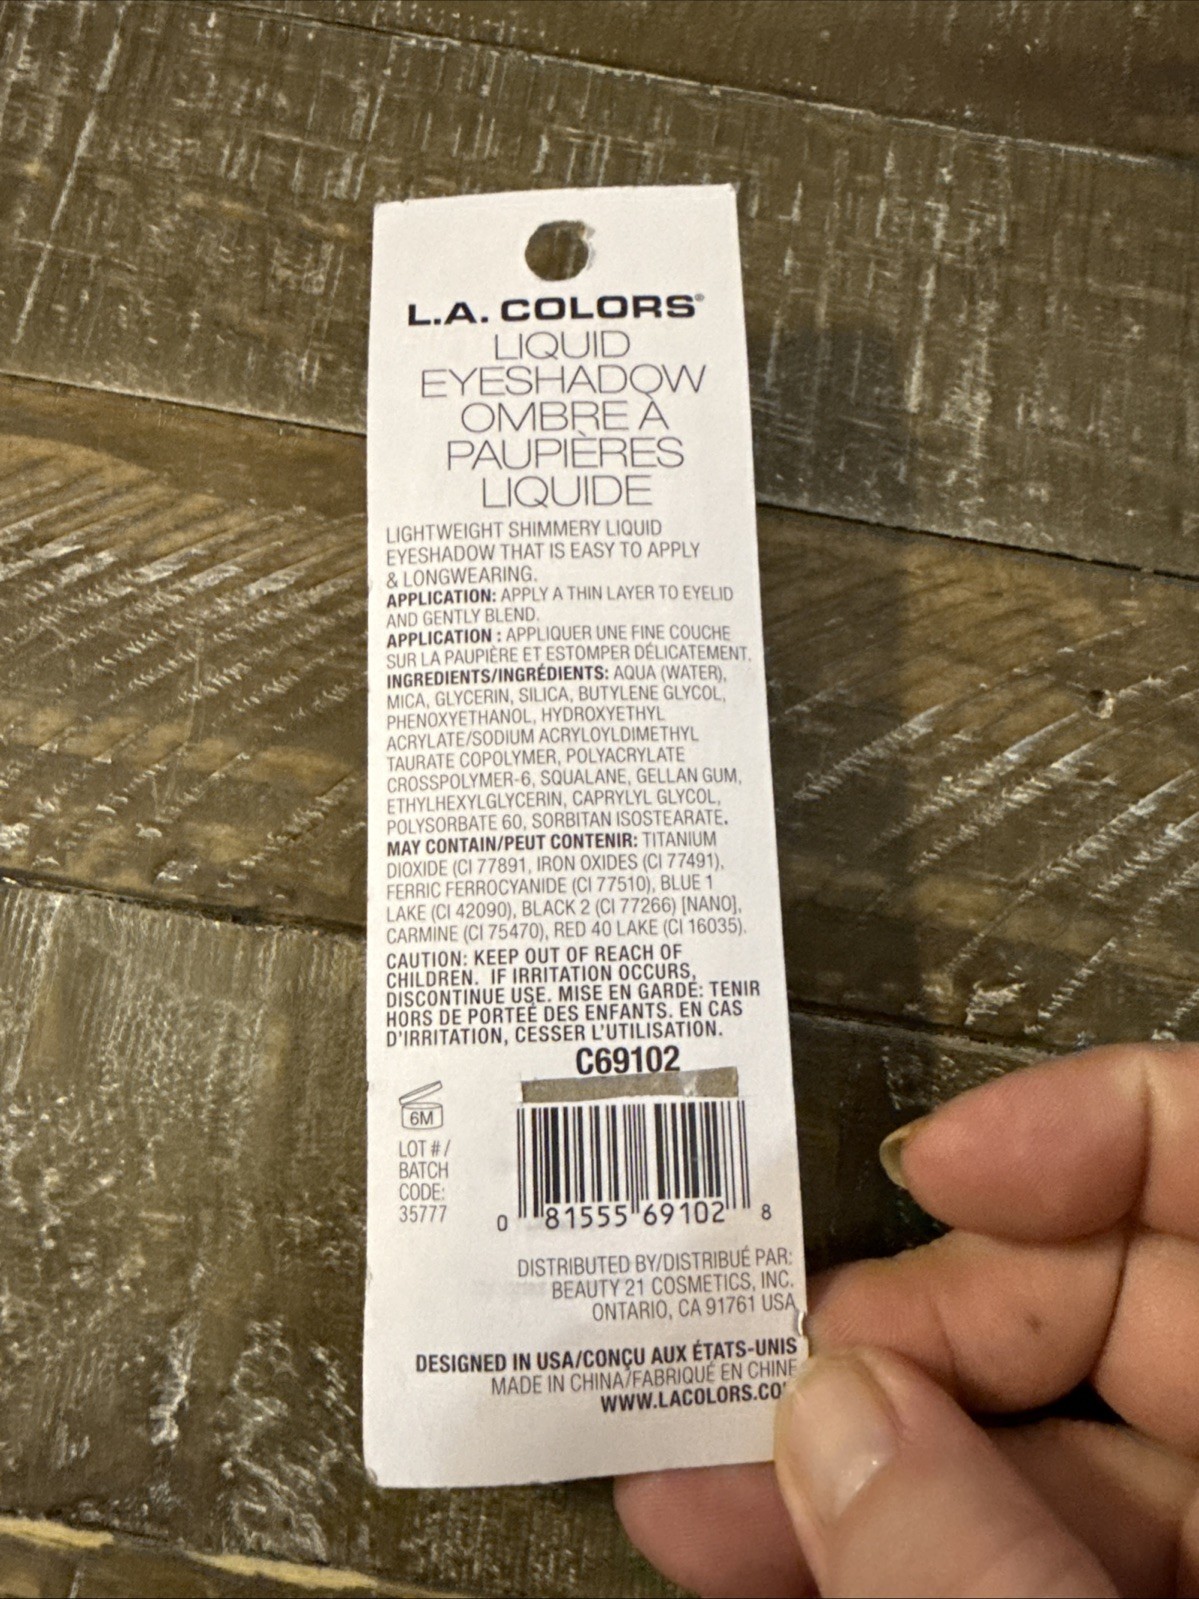 L.A. COLORS®
LIQUID
EYESHADOW
OMBRE À
PAUPIÈRES
LIQUIDE
LIGHTWEIGHT SHIMMERY LIQUID
EYESHADOW THAT IS EASY TO APPLY
& LONGWEARING.
APPLICATION: APPLY A THIN LAYER TO EYELID
AND GENTLY BLEND.
APPLICATION : APPLIQUER UNE FINE COUCHE
SUR LA PAUPIÈRE ET ESTOMPER DÉLICATEMENT.
INGREDIENTS/INGRÉDIENTS: AQUA (WATER),
MICA, GLYCERIN, SILICA, BUTYLENE GLYCOL,
PHENOXYETHANOL, HYDROXYETHYL
ACRYLATE/SODIUM ACRYLOYLDIMETHYL
TAURATE COPOLYMER, POLYACRYLATE
CROSSPOLYMER-6, SQUALANE, GELLAN GUM,
ETHYLHEXYLGLYCERIN, CAPRYLYL GLYCOL,
POLYSORBATE 60, SORBITAN ISOSTEARATE.
MAY CONTAIN/PEUT CONTENIR: TITANIUM
DIOXIDE (CI 77891, IRON OXIDES (CI 77491),
FERRIC FERROCYANIDE (CI 77510), BLUE 1
LAKE (CI 42090), BLACK 2 (CI 77266) [NANO],
CARMINE (CI 75470), RED 40 LAKE (CI 16035).
CAUTION: KEEP OUT OF REACH OF
CHILDREN. IF IRRITATION OCCURS,
DISCONTINUE USE. MISE EN GARDE: TENIR
HORS DE PORTEÉ DES ENFANTS. EN CAS
D'IRRITATION, CESSER L'UTILISATION.
C69102
6M
LOT # /
BATCH
CODE:
35777
0 81555 69102 8
DISTRIBUTED BY/DISTRIBUÉ PAR:
BEAUTY 21 COSMETICS, INC.
ONTARIO, CA 91761 USA
DESIGNED IN USA/CONÇU AUX ÉTATS-UNIS
MADE IN CHINA/FABRIQUÉ EN CHINE
WWW.LACOLORS.CO